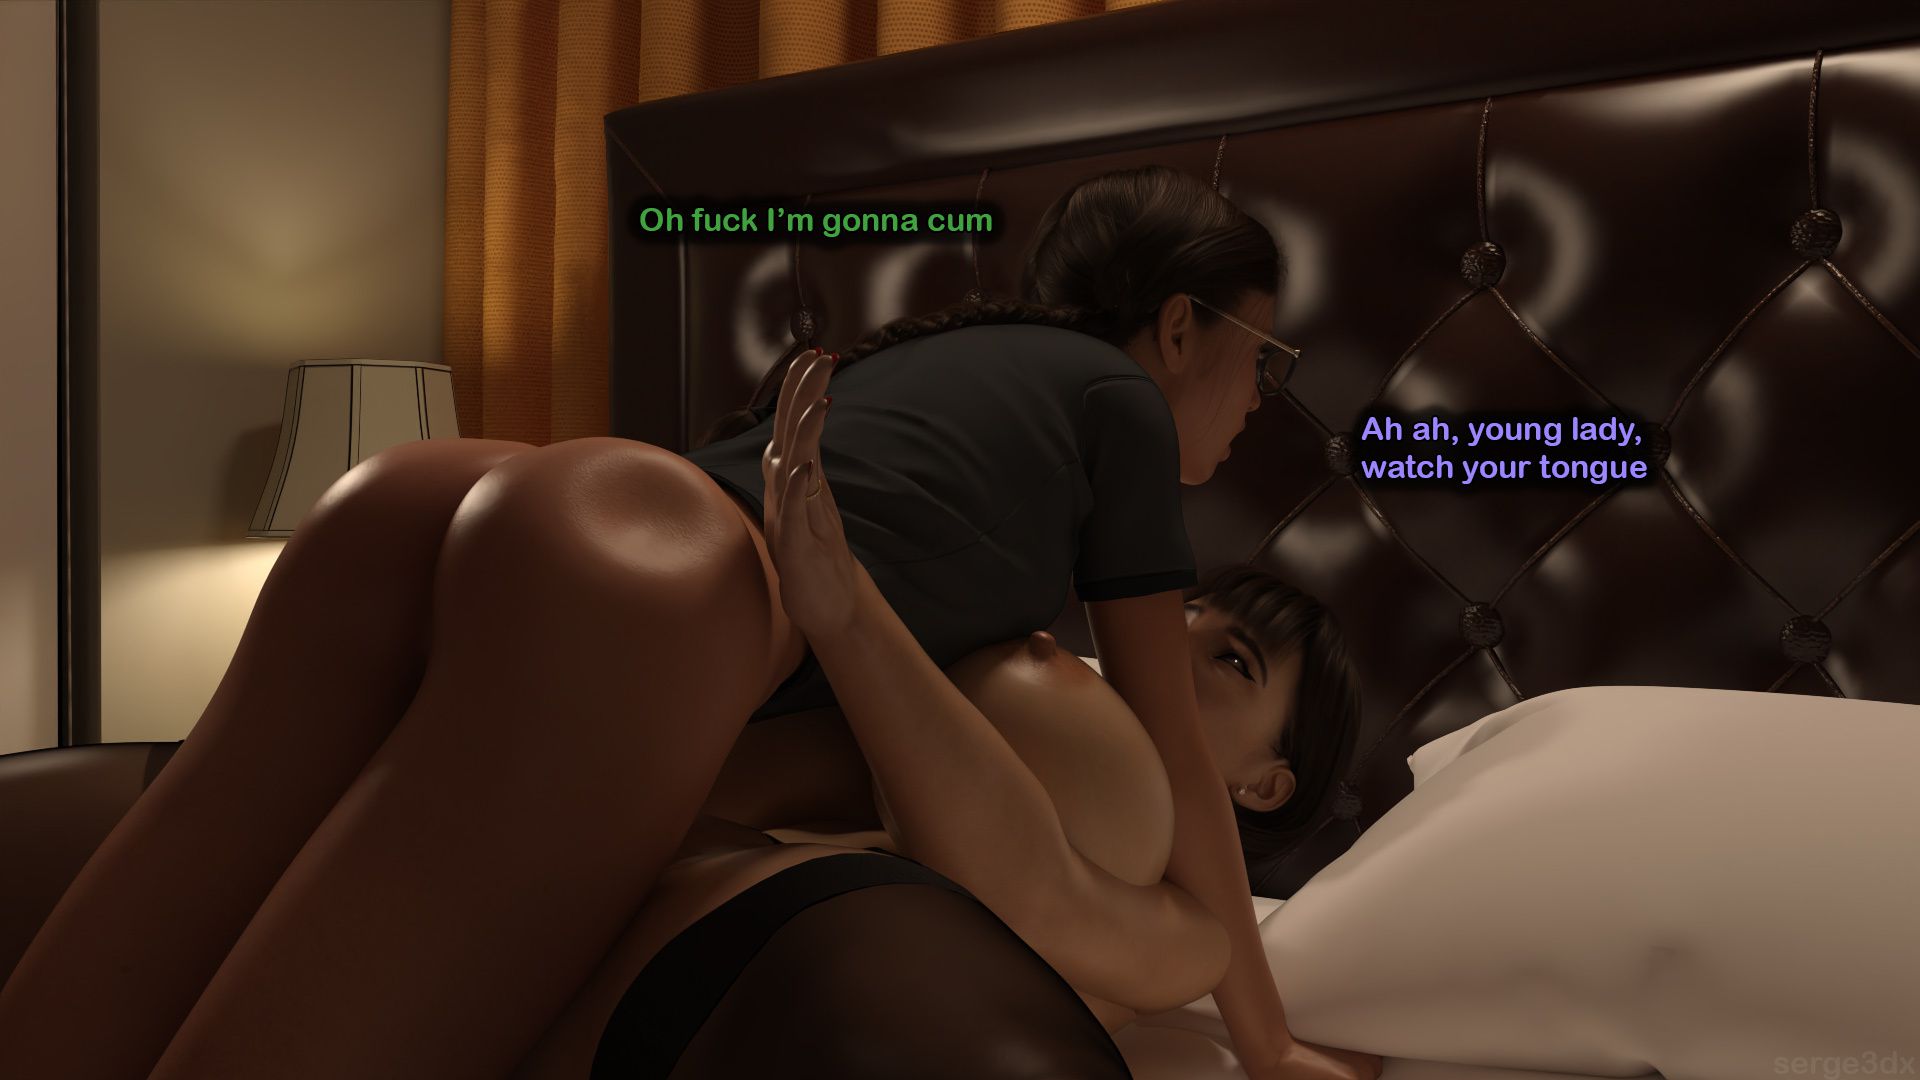 Oh fuck I'm gonna cum
Ah ah, young lady,
watch your tongue
serge3dx